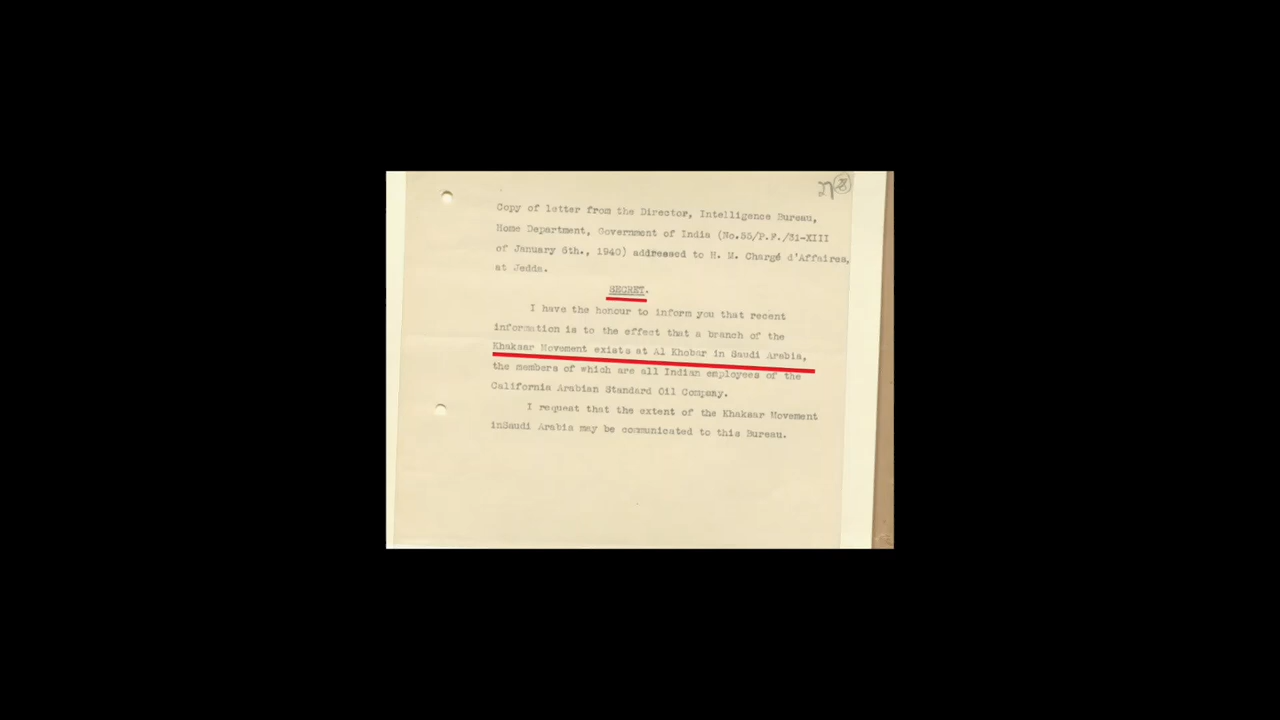 27 3
Copy of letter from the Director, Intelligence Bureau,
Home Department, Government of India (No.55/P.F./31-XIII
of January 6th., 1940) addressed to H. M. Chargé d'Affaires,
at Jedda.
SECRET.
I have the honour to inform you that recent
information is to the effect that a branch of the
Khaksar Movement exists at Al Khobar in Saudi Arabia,
the members of which are all Indian employees of the
California Arabian Standard Oil Company.
I request that the extent of the Khaksar Movement
inSaudi Arabia may be communicated to this Bureau.